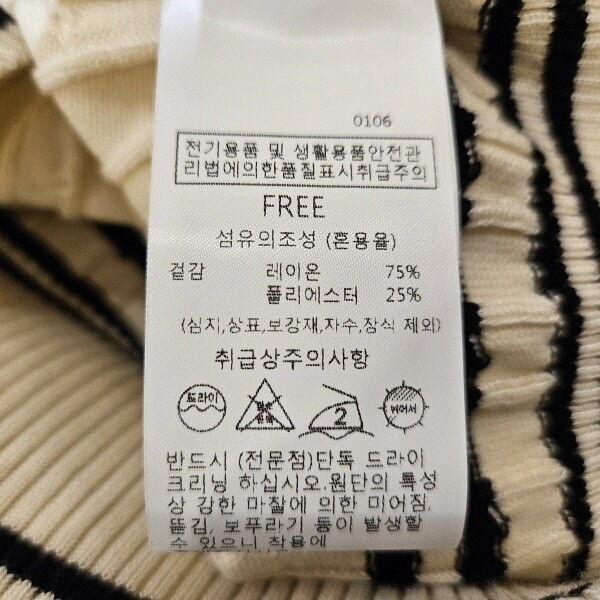 0106
전기용품 및 생활용품안전관
리법에의한품질표시취급주의
FREE
섬유의조성 (혼용율)
겉감 레이온 75%
폴리에스터 25%
(심지,상표,보강재,자수,장식 제외)
취급상주의사항
드라이
2
뉘어서
반드시 (전문점)단독 드라이
크리닝 하십시오.원단의 특성
상 강한 마찰에 의한 미어짐,
뜯김, 보푸라기 등이 발생할
수 있으니 착용에